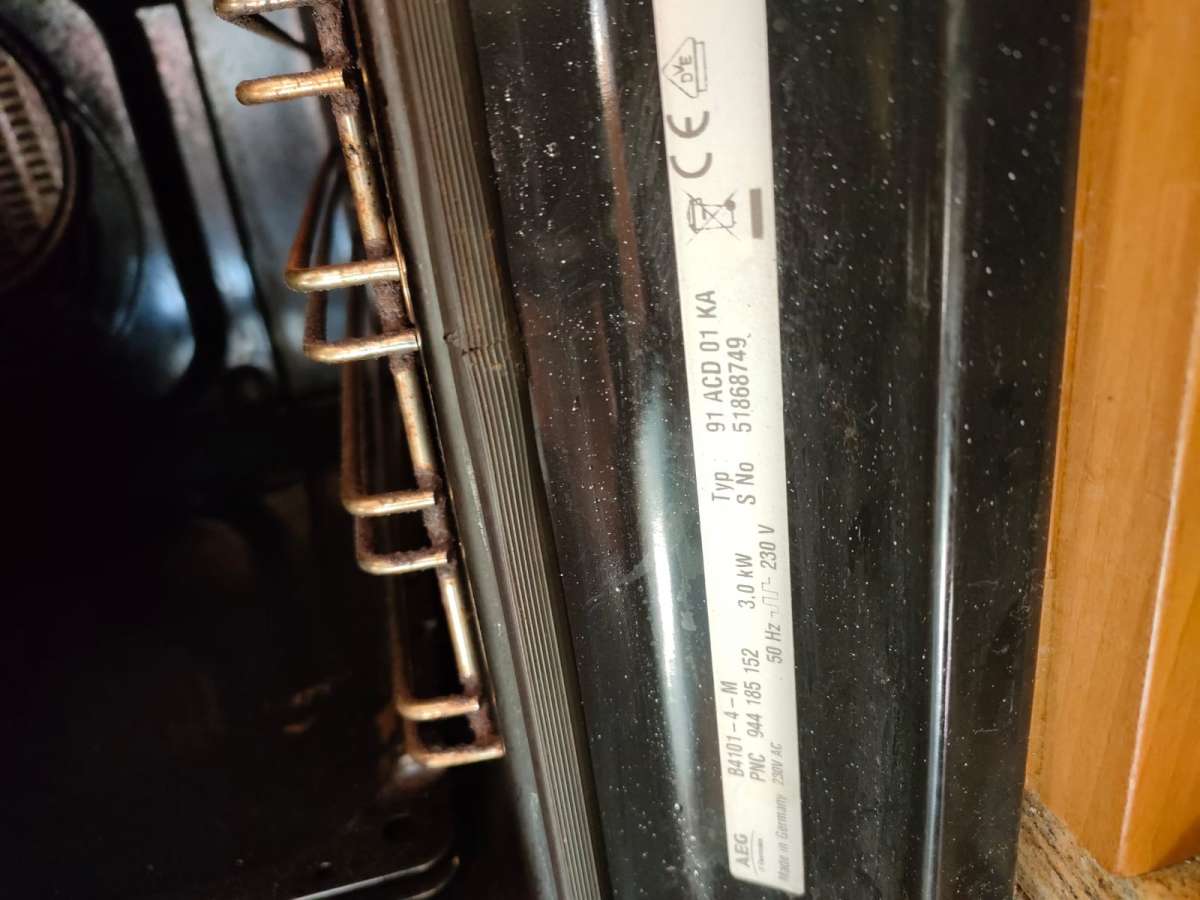 AEG
B4101-4-M
PNC 944 185 152
Made in Germany 230V AC
3.0 kW
50 Hz 230 V
Typ 91 ACD 01 KA
S No 51868749
CE
DVE